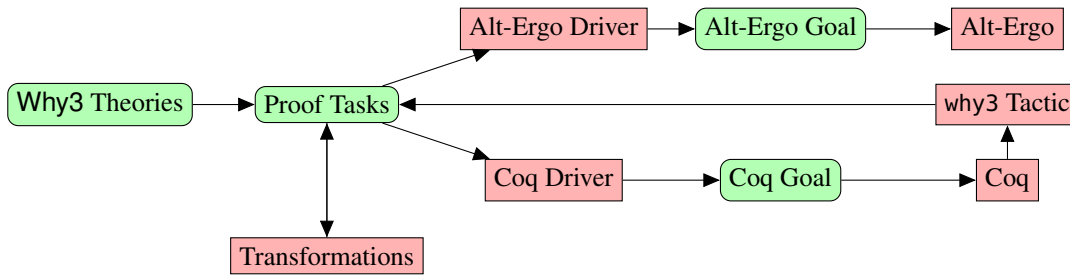 Alt-Ergo Driver
Alt-Ergo Goal
Alt-Ergo
Why3 Theories
Proof Tasks
why3 Tactic
Coq Driver
Coq Goal
Coq
Transformations